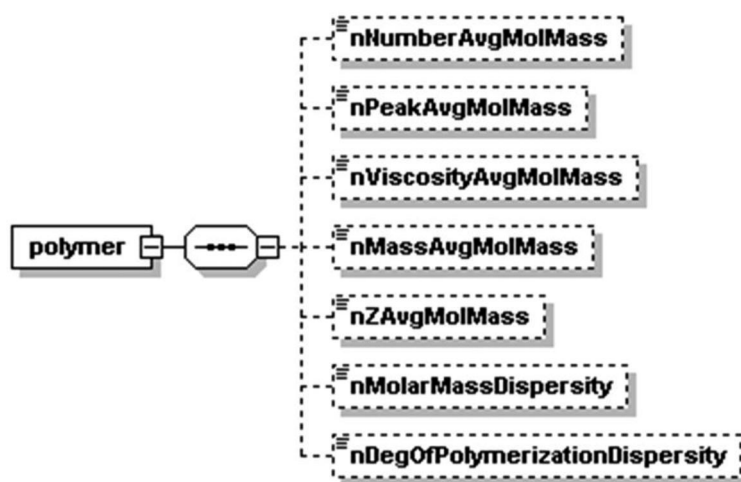 nNumberAvgMolMass
nPeakAvgMolMass
nViscosityAvgMolMass
polymer
nMassAvgMolMass
nZAvgMolMass
nMolarMassDispersity
nDegOfPolymerizationDispersity